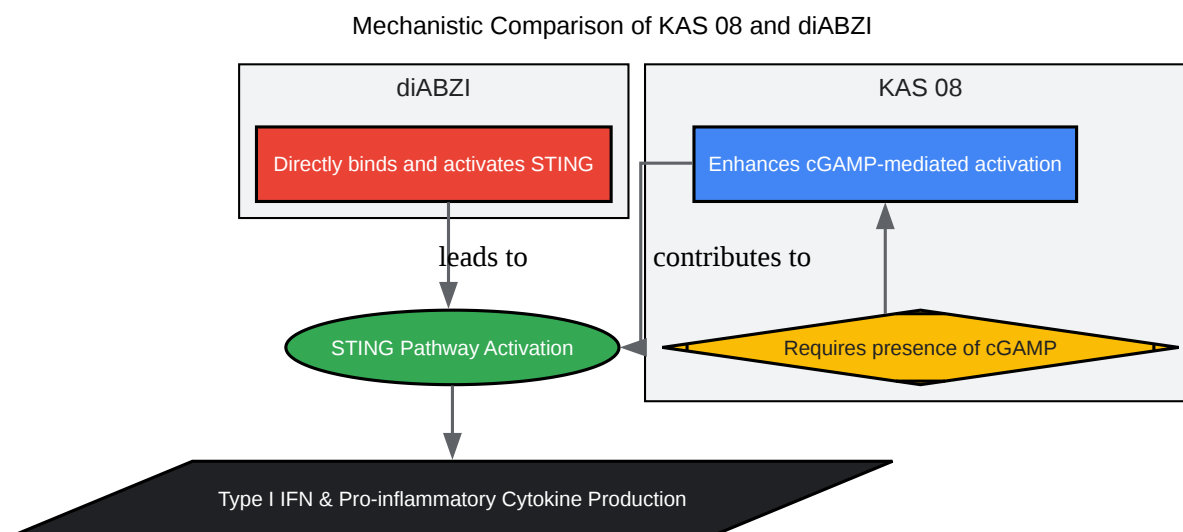 Mechanistic Comparison of KAS 08 and diABZI
diABZI
KAS 08
Directly binds and activates STING
Enhances cGAMP-mediated activation
leads to
contributes to
STING Pathway Activation
Requires presence of cGAMP
Type I IFN & Pro-inflammatory Cytokine Production